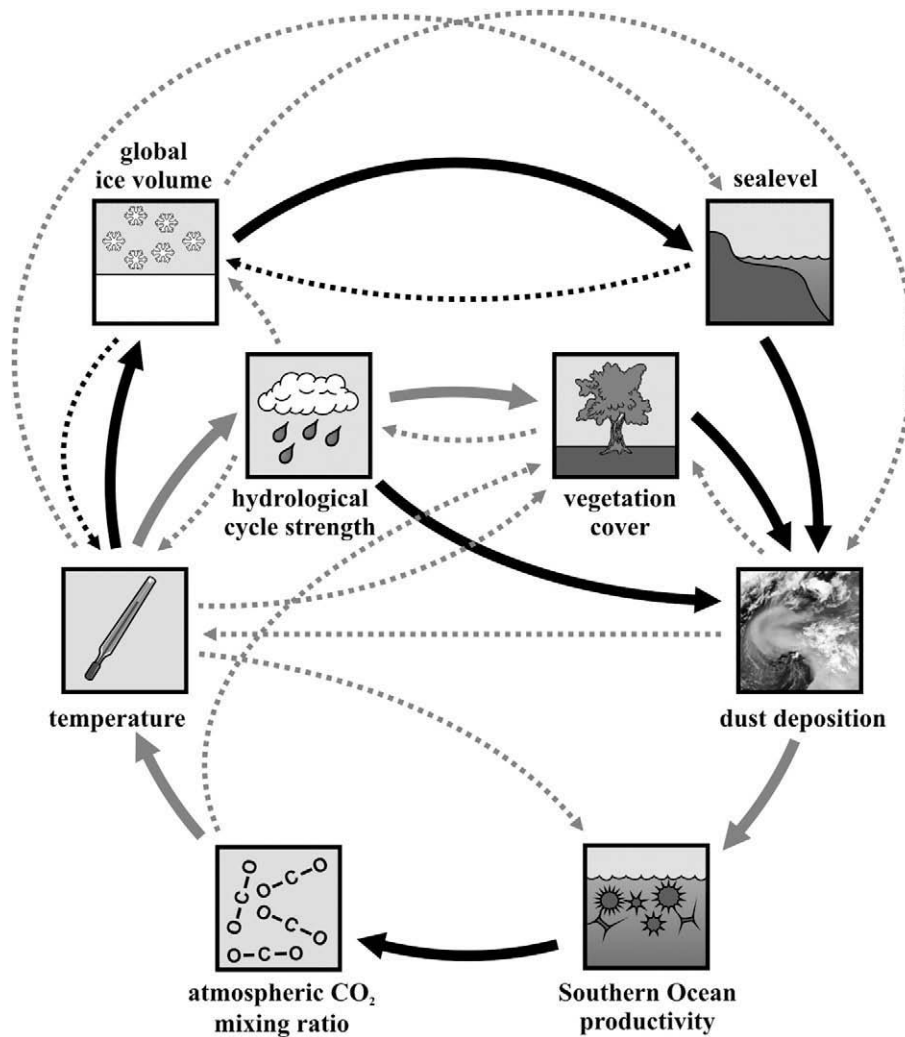 global
ice volume
sealevel
hydrological
cycle strength
vegetation
cover
temperature
dust deposition
O-C-O
O-C-O
O-C-O
O-C-O
atmospheric CO₂
mixing ratio
Southern Ocean
productivity